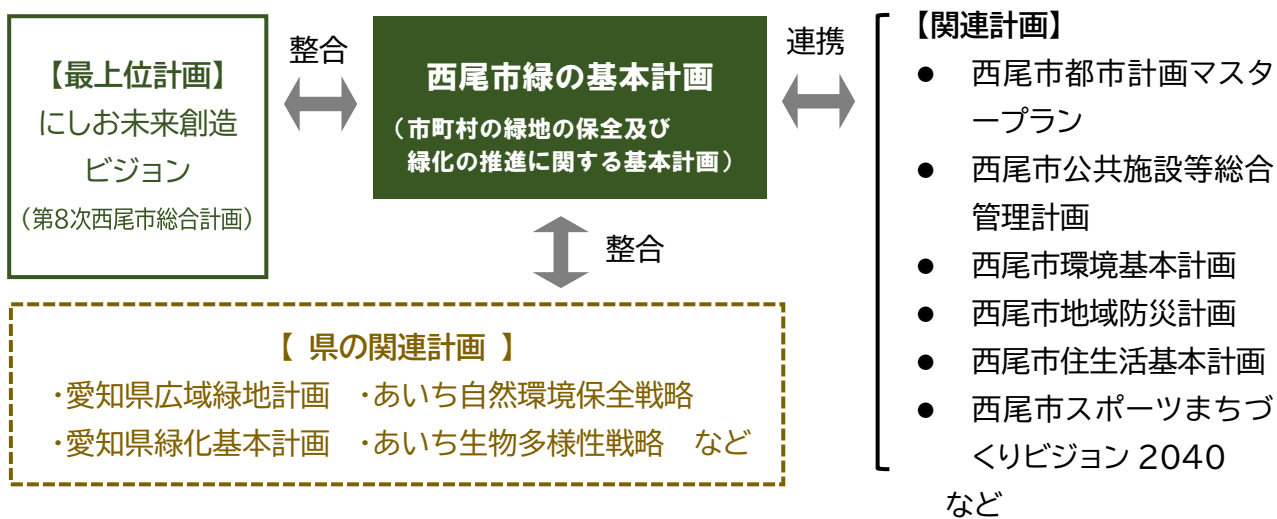 【最上位計画】
にしお未来創造
ビジョン
(第8次西尾市総合計画)
整合
西尾市緑の基本計画
(市町村の緑地の保全及び
緑化の推進に関する基本計画)
連携
整合
【 県の関連計画 】
・愛知県広域緑地計画 ・あいち自然環境保全戦略
・愛知県緑化基本計画 ・あいち生物多様性戦略 など
【関連計画】
● 西尾市都市計画マスタ
ープラン
● 西尾市公共施設等総合
管理計画
● 西尾市環境基本計画
● 西尾市地域防災計画
● 西尾市住生活基本計画
● 西尾市スポーツまちづ
くりビジョン 2040
など